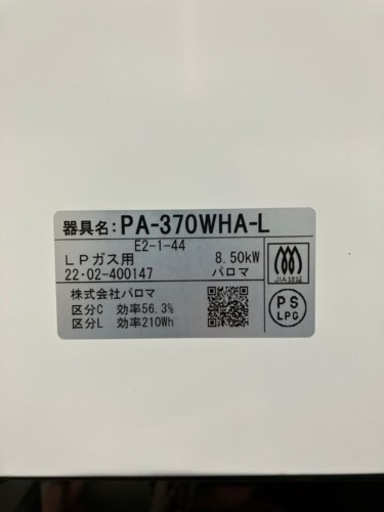 器具名：PA-370WHA-L
E2-1-44
LPガス用 8.50kW
22・02-400147 パロマ
株式会社パロマ
区分C 効率56.3%
区分L 効率210Wh
PS
LPG